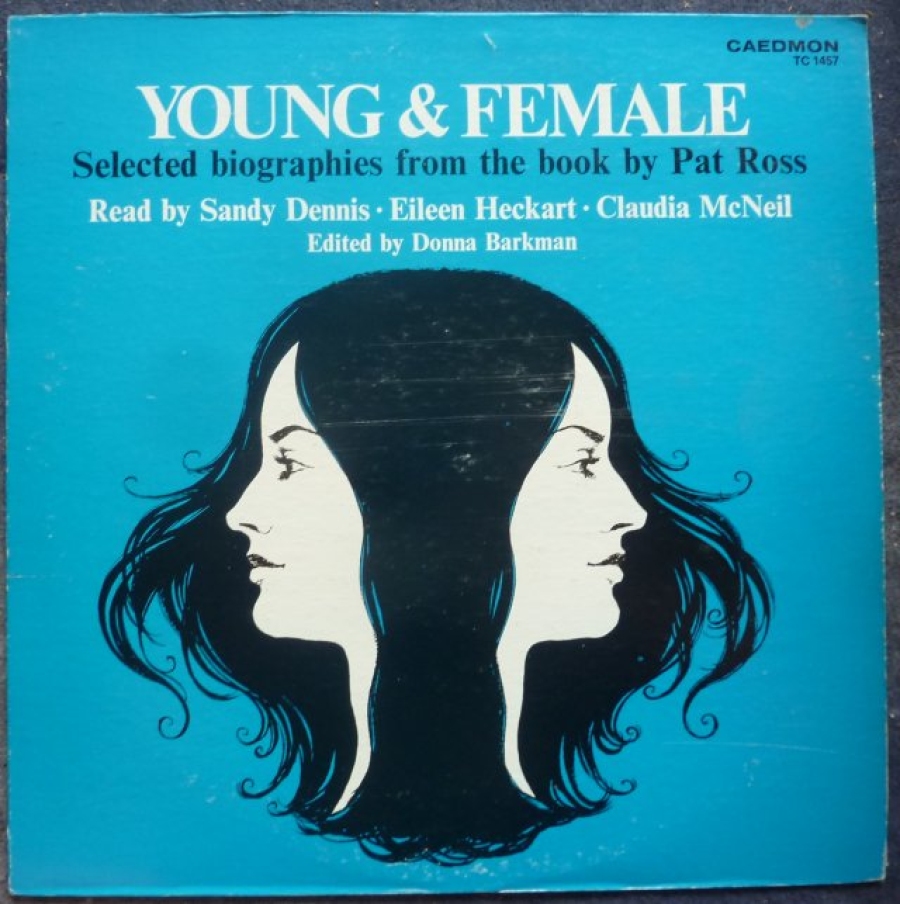 CAEDMON
TC 1457
YOUNG & FEMALE
Selected biographies from the book by Pat Ross
Read by Sandy Dennis · Eileen Heckart · Claudia McNeil
Edited by Donna Barkman